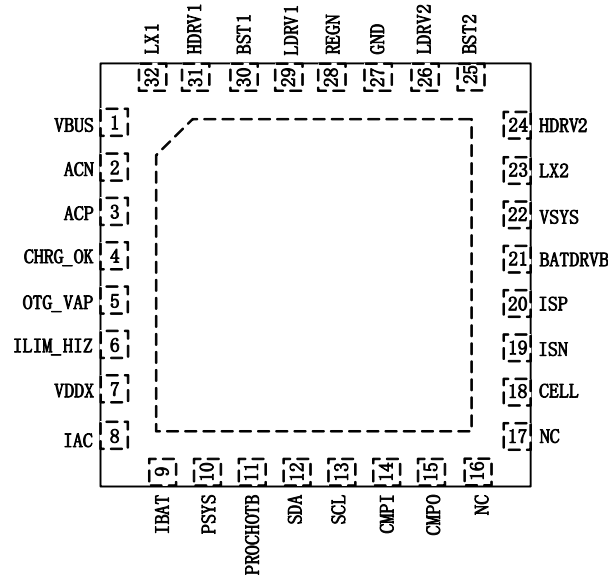 LX1
HDRV1
BST1
LDRV1
REGN
GND
LDRV2
BST2
32
31
30
29
28
27
26
25
VBUS 1
ACN 2
ACP 3
CHRG_OK 4
OTG_VAP 5
ILIM_HIZ 6
VDDX 7
IAC 8
24 HDRV2
23 LX2
22 VSYS
21 BATDRVB
20 ISP
19 ISN
18 CELL
17 NC
9
10
11
12
13
14
15
16
IBAT
PSYS
PROCHOTB
SDA
SCL
CMPI
CMPO
NC